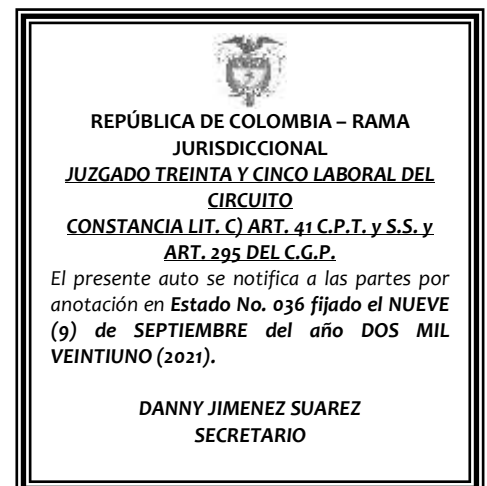 REPÚBLICA DE COLOMBIA – RAMA
JURISDICCIONAL
JUZGADO TREINTA Y CINCO LABORAL DEL
CIRCUITO
CONSTANCIA LIT. C) ART. 41 C.P.T. y S.S. y
ART. 295 DEL C.G.P.
El presente auto se notifica a las partes por
anotación en Estado No. 036 fijado el NUEVE
(9) de SEPTIEMBRE del año DOS MIL
VEINTIUNO (2021).
DANNY JIMENEZ SUAREZ
SECRETARIO